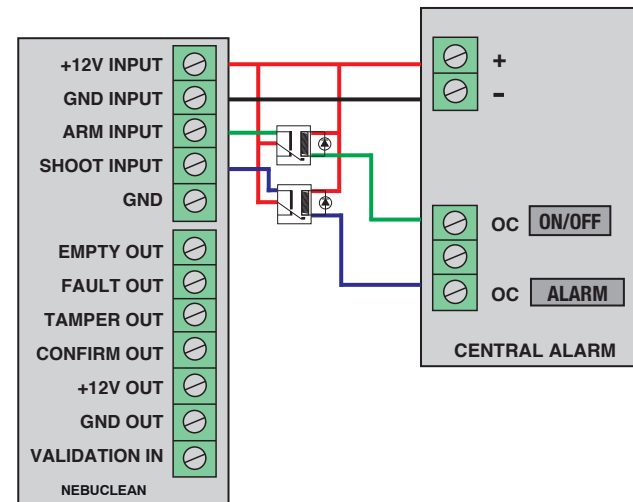 +12V INPUT
GND INPUT
ARM INPUT
SHOOT INPUT
GND
EMPTY OUT
FAULT OUT
TAMPER OUT
CONFIRM OUT
+12V OUT
GND OUT
VALIDATION IN
NEBUCLEAN
+
-
OC ON/OFF
OC ALARM
CENTRAL ALARM